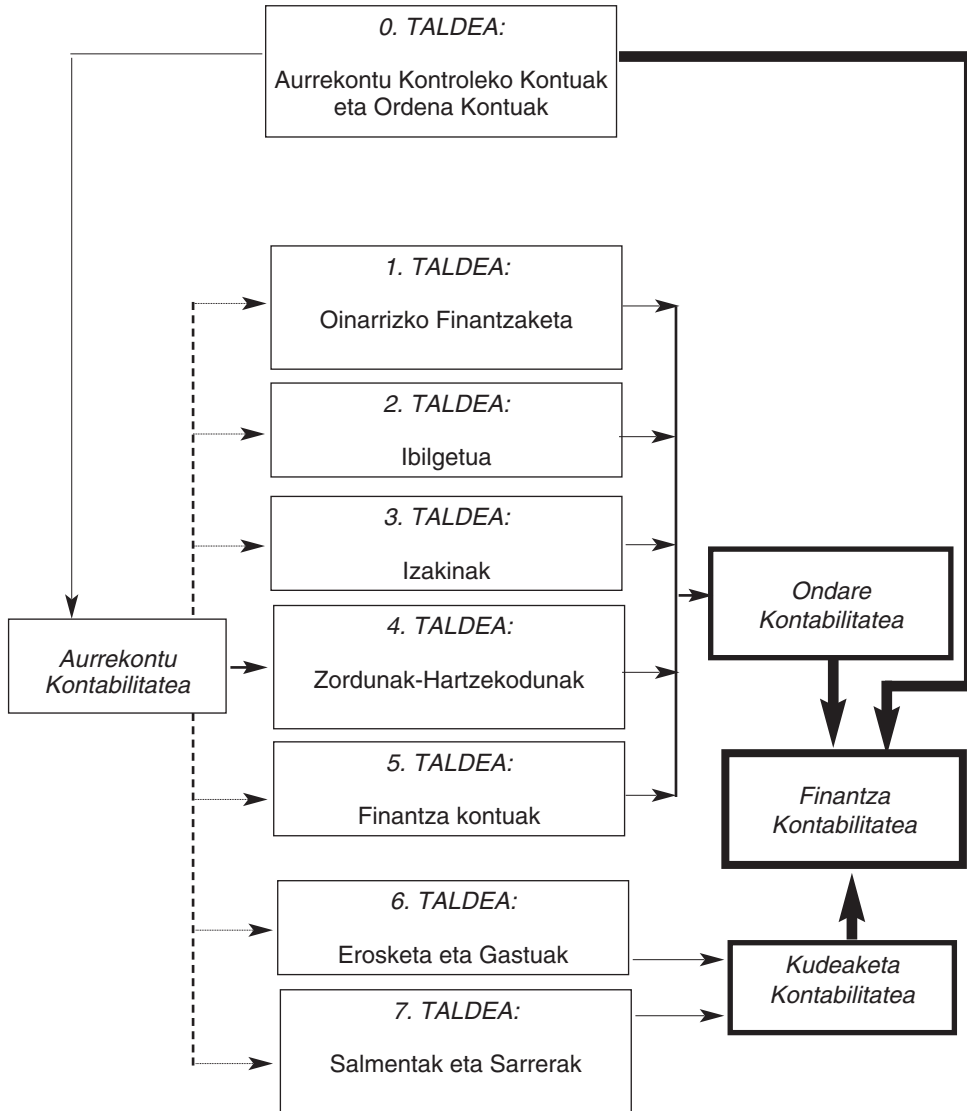 0. TALDEA:
Aurrekontu Kontroleko Kontuak
eta Ordena Kontuak
1. TALDEA:
Oinarrizko Finantzaketa
2. TALDEA:
Ibilgetua
3. TALDEA:
Izakinak
Ondare
Kontabilitatea
Aurrekontu
Kontabilitatea
4. TALDEA:
Zordunak-Hartzekodunak
5. TALDEA:
Finantza kontuak
Finantza
Kontabilitatea
6. TALDEA:
Erosketa eta Gastuak
Kudeaketa
Kontabilitatea
7. TALDEA:
Salmentak eta Sarrerak